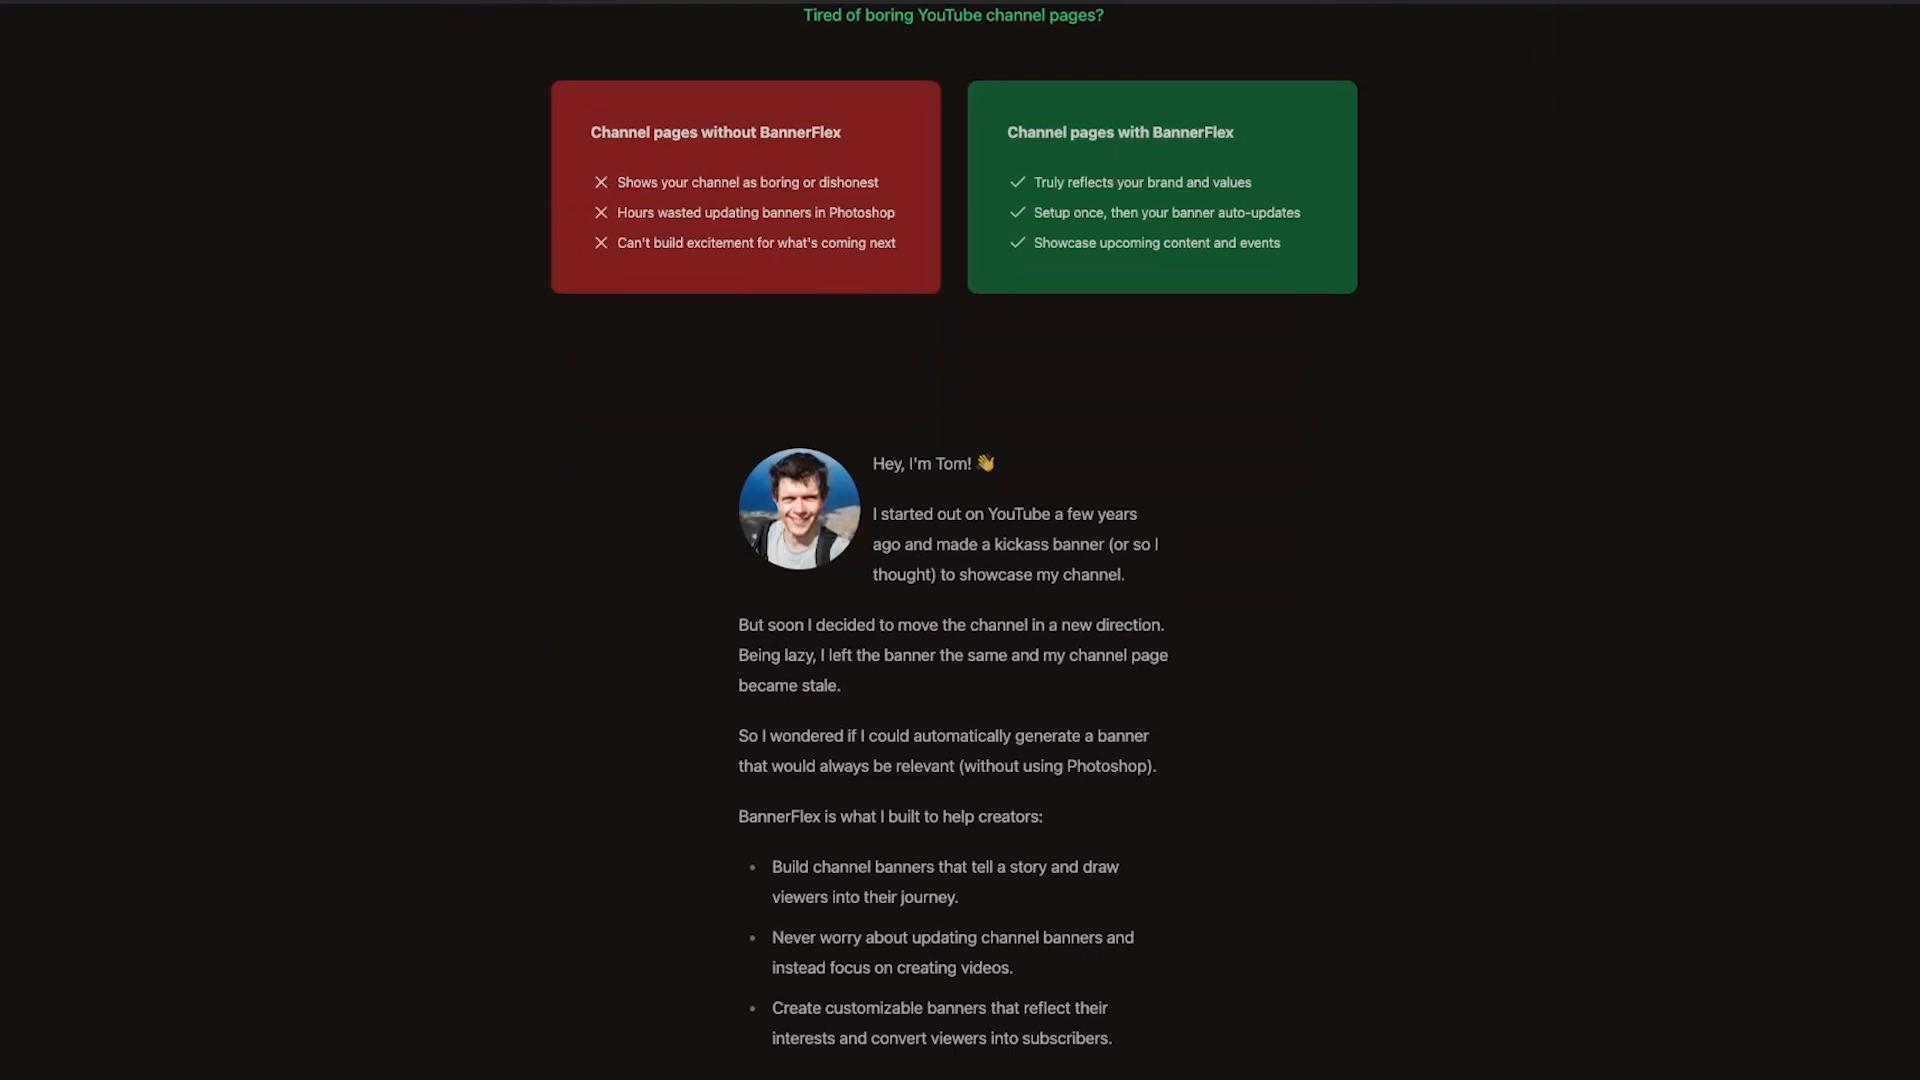 Tired of boring YouTube channel pages?
Channel pages without BannerFlex
Shows your channel as boring or dishonest
Hours wasted updating banners in Photoshop
Can't build excitement for what's coming next
Channel pages with BannerFlex
Truly reflects your brand and values
Setup once, then your banner auto-updates
Showcase upcoming content and events
Hey, I'm Tom! 👋
I started out on YouTube a few years
ago and made a kickass banner (or so I
thought) to showcase my channel.
But soon I decided to move the channel in a new direction.
Being lazy, I left the banner the same and my channel page
became stale.
So I wondered if I could automatically generate a banner
that would always be relevant (without using Photoshop).
BannerFlex is what I built to help creators:
• Build channel banners that tell a story and draw
viewers into their journey.
• Never worry about updating channel banners and
instead focus on creating videos.
• Create customizable banners that reflect their
interests and convert viewers into subscribers.